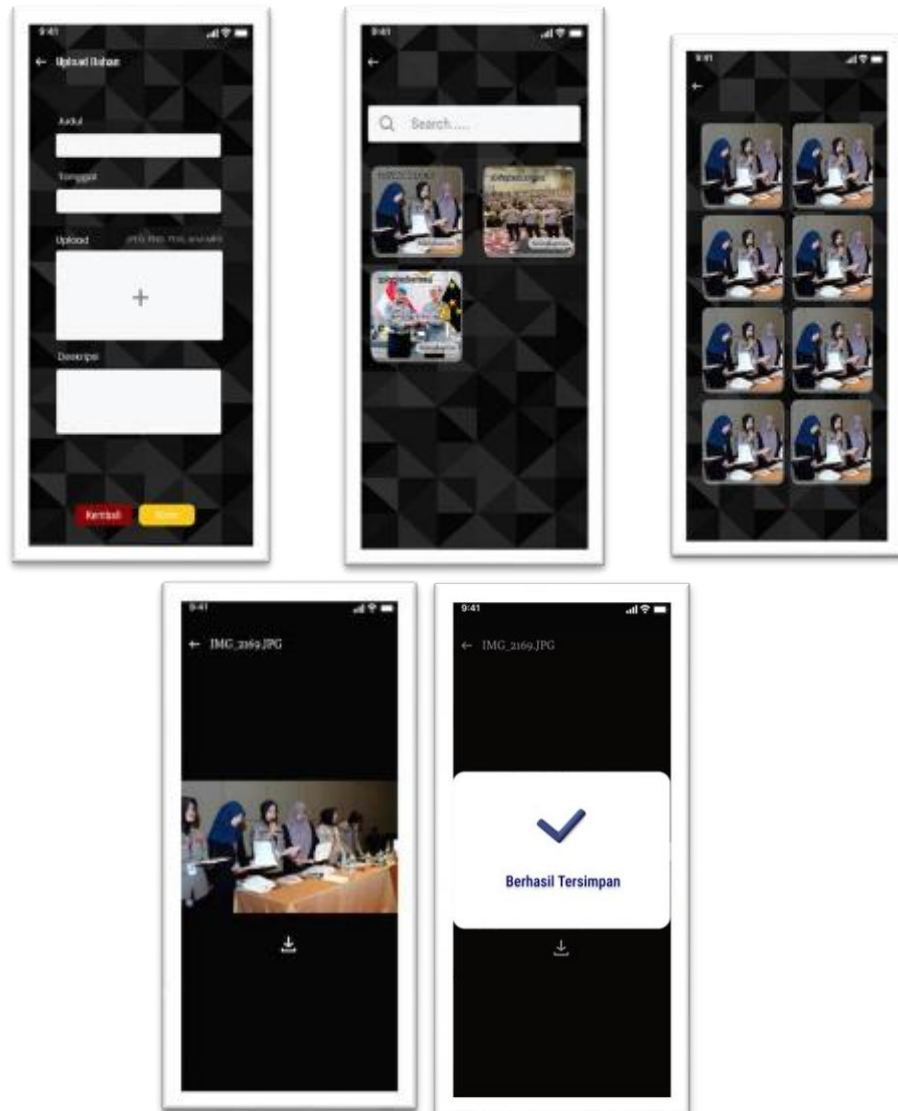 9:41
← Upload Bahan
Judul
Tanggal
Upload
+
Deskripsi
Kembali
9:41
←
Search.....
9:41
←
9:41
← IMG_2169.JPG
9:41
← IMG_2169.JPG
Berhasil Tersimpan